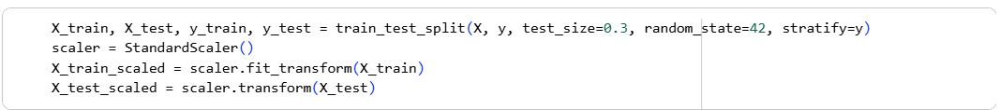 X_train, X_test, y_train, y_test = train_test_split(X, y, test_size=0.3, random_state=42, stratify=y)
scaler = StandardScaler()
X_train_scaled = scaler.fit_transform(X_train)
X_test_scaled = scaler.transform(X_test)